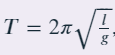 T = 2π√(l/g),